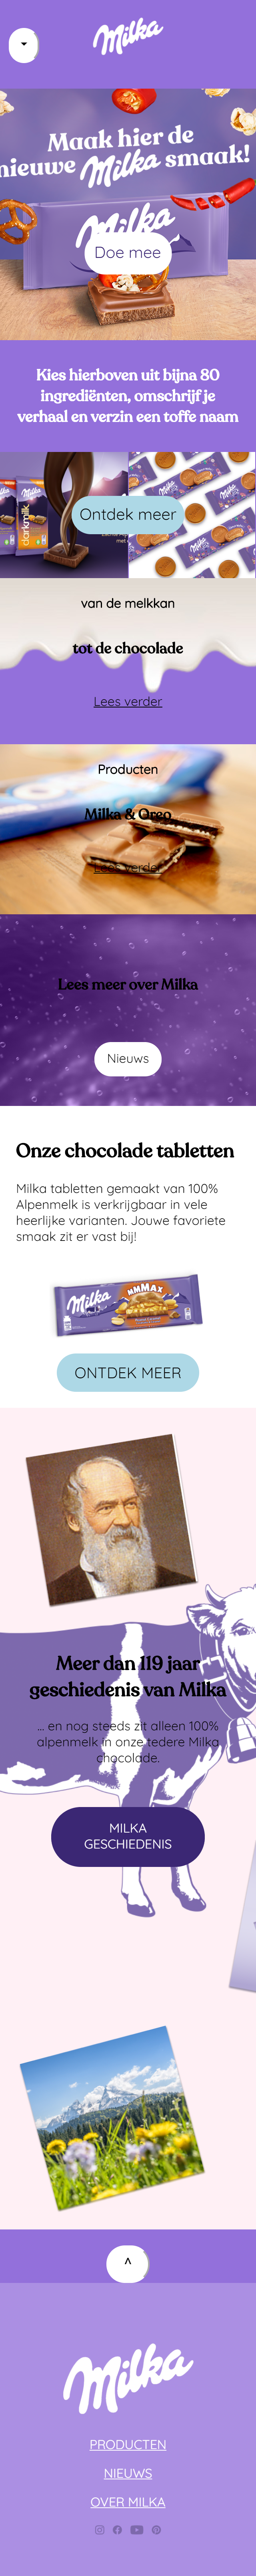 Milka
Maak hier de
nieuwe Milka smaak!
Milka
Doe mee
Kies hierboven uit bijna 80
ingrediënten, omschrijf je
verhaal en verzin een toffe naam
darkmilk
Ontdek meer
met
van de melkkan
tot de chocolade
Lees verder
Producten
Milka & Oreo
Lees verder
Lees meer over Milka
Nieuws
Onze chocolade tabletten
Milka tabletten gemaakt van 100%
Alpenmelk is verkrijgbaar in vele
heerlijke varianten. Jouwe favoriete
smaak zit er vast bij!
Milka MMMAX
ONTDEK MEER
Meer dan 119 jaar
geschiedenis van Milka
... en nog steeds zit alleen 100%
alpenmelk in onze tedere Milka
chocolade.
MILKA
GESCHIEDENIS
^
Milka
PRODUCTEN
NIEUWS
OVER MILKA